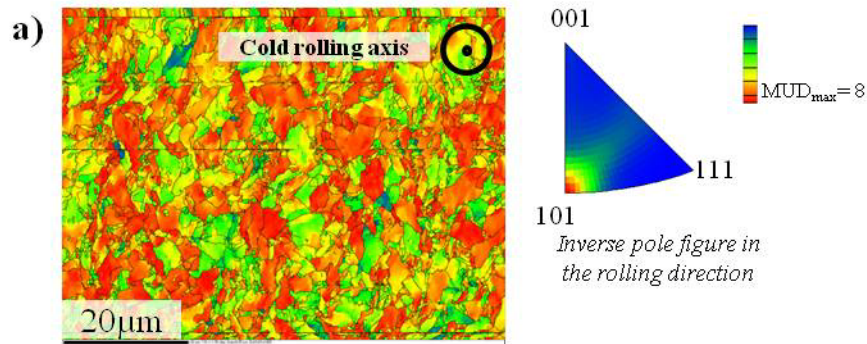 a)
Cold rolling axis
20µm
001
MUDmax= 8
111
101
Inverse pole figure in
the rolling direction